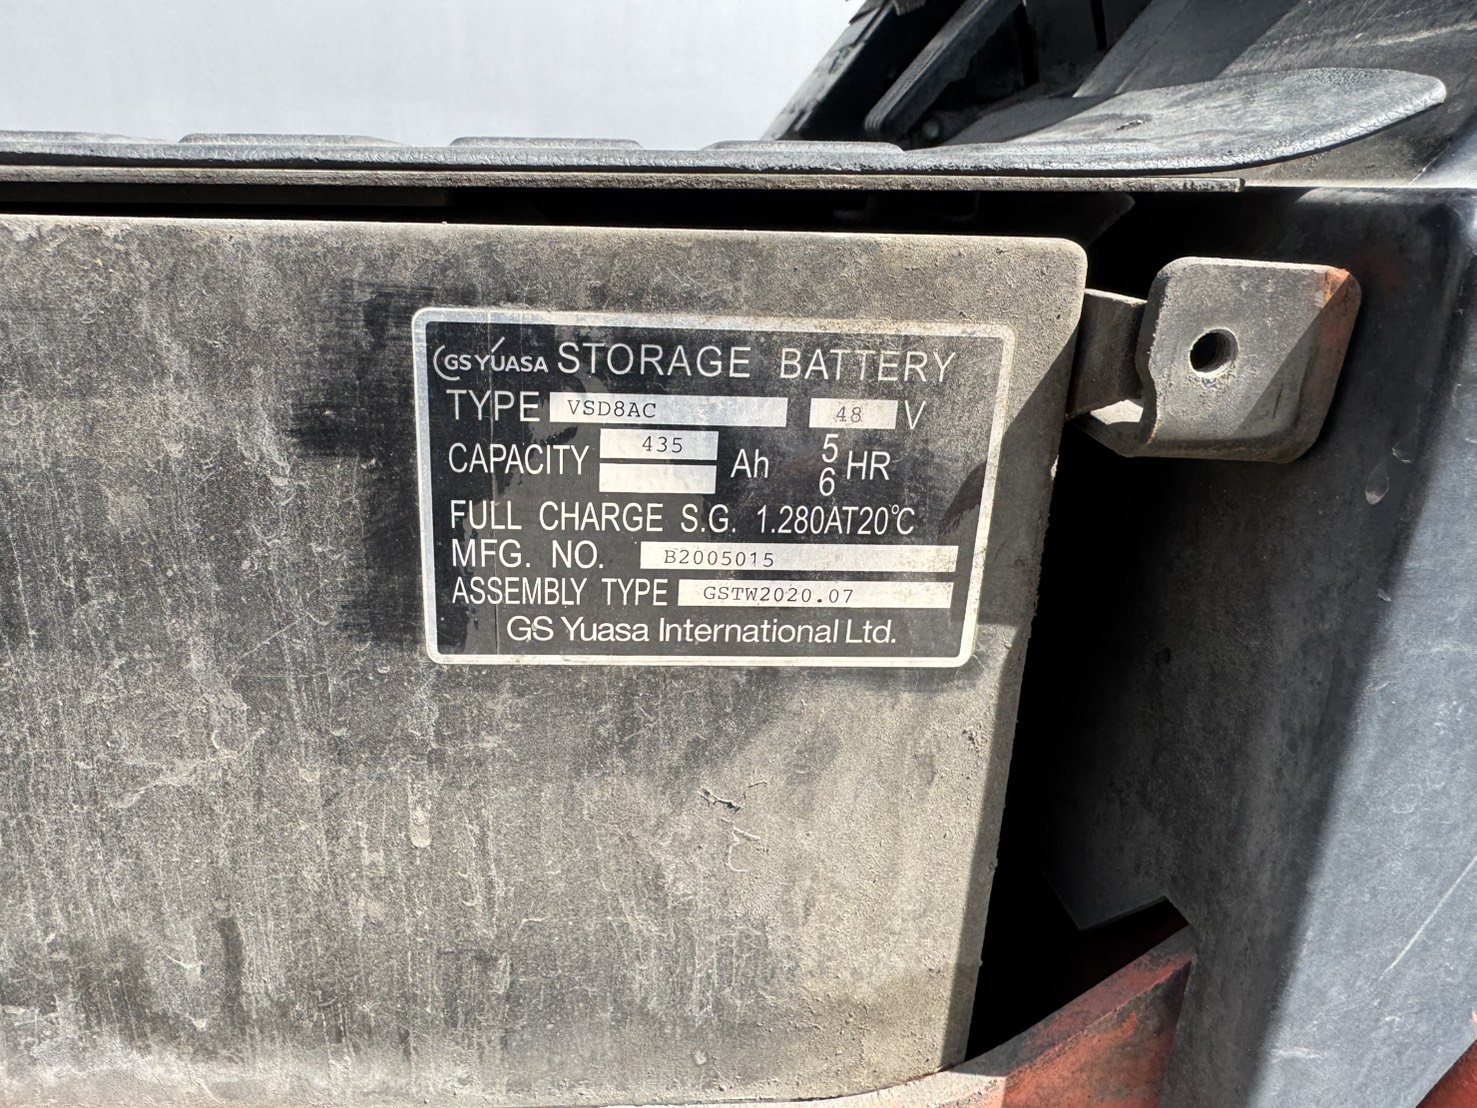 GS YUASA STORAGE BATTERY
TYPE VSD8AC 48 V
CAPACITY 435 Ah 5 HR
6
FULL CHARGE S.G. 1.280AT20°C
MFG. NO. B2005015
ASSEMBLY TYPE GSTW2020.07
GS Yuasa International Ltd.